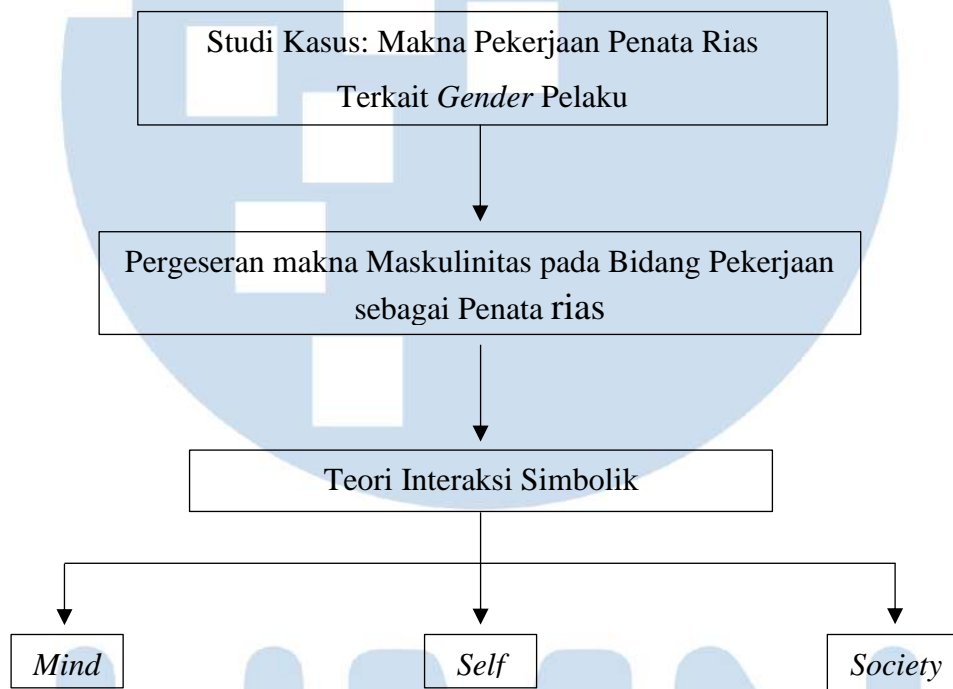 Studi Kasus: Makna Pekerjaan Penata Rias
Terkait Gender Pelaku
Pergeseran makna Maskulinitas pada Bidang Pekerjaan
sebagai Penata rias
Teori Interaksi Simbolik
Mind
Self
Society